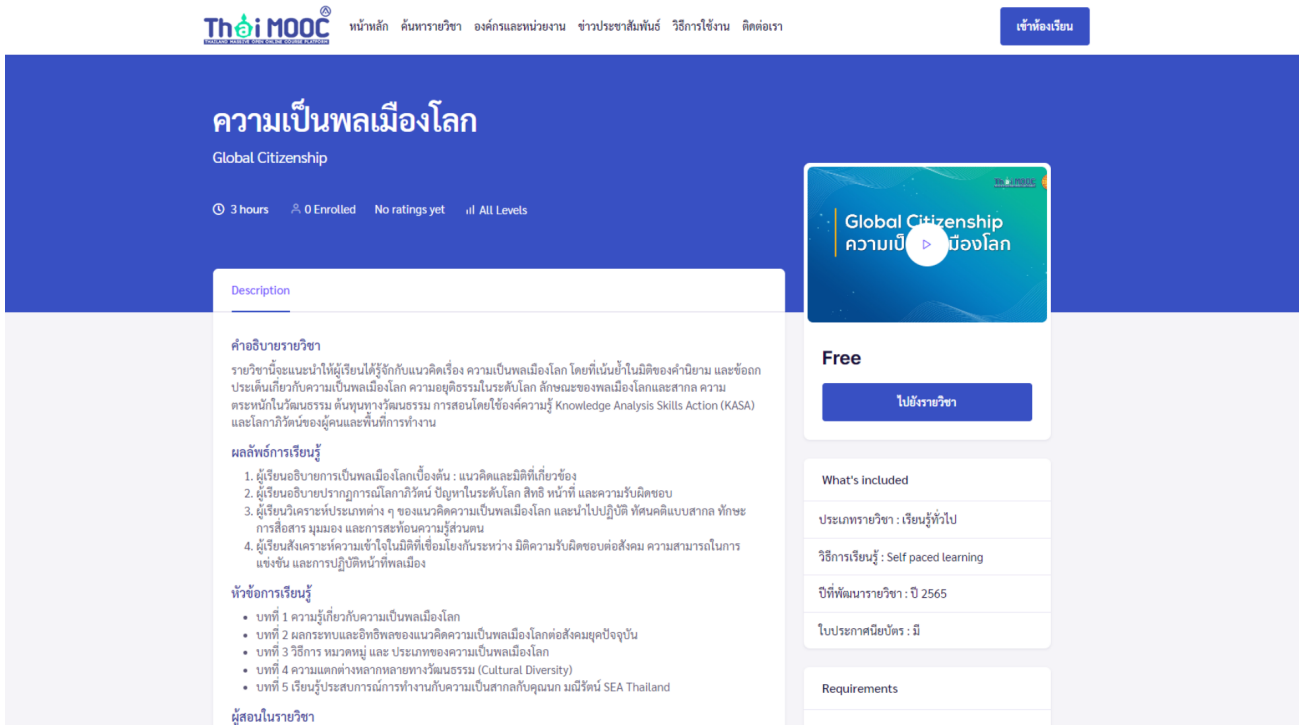 Thai MOOC
THAILAND MASSIVE OPEN ONLINE COURSE PLATFORM
หน้าหลัก ค้นหารายวิชา องค์กรและหน่วยงาน ข่าวประชาสัมพันธ์ วิธีการใช้งาน ติดต่อเรา
เข้าห้องเรียน
ความเป็นพลเมืองโลก
Global Citizenship
3 hours 0 Enrolled No ratings yet All Levels
Thai MOOC
Global Citizenship
ความเป็ มืองโลก
Description
คำอธิบายรายวิชา
รายวิชานี้จะแนะนำให้ผู้เรียนได้รู้จักกับแนวคิดเรื่อง ความเป็นพลเมืองโลก โดยที่เน้นย้ำในมิติของคำนิยาม และข้อถก
ประเด็นเกี่ยวกับความเป็นพลเมืองโลก ความอยุติธรรมในระดับโลก ลักษณะของพลเมืองโลกและสากล ความ
ตระหนักในวัฒนธรรม ต้นทุนทางวัฒนธรรม การสอนโดยใช้องค์ความรู้ Knowledge Analysis Skills Action (KASA)
และโลกาภิวัตน์ของผู้คนและพื้นที่การทำงาน
ผลลัพธ์การเรียนรู้
1. ผู้เรียนอธิบายการเป็นพลเมืองโลกเบื้องต้น : แนวคิดและมิติที่เกี่ยวข้อง
2. ผู้เรียนอธิบายปรากฏการณ์โลกาภิวัตน์ ปัญหาในระดับโลก สิทธิ หน้าที่ และความรับผิดชอบ
3. ผู้เรียนวิเคราะห์ประเภทต่าง ๆ ของแนวคิดความเป็นพลเมืองโลก และนำไปปฏิบัติ ทัศนคติแบบสากล ทักษะ
การสื่อสาร มุมมอง และการสะท้อนความรู้ส่วนตน
4. ผู้เรียนสังเคราะห์ความเข้าใจในมิติที่เชื่อมโยงกันระหว่าง มิติความรับผิดชอบต่อสังคม ความสามารถในการ
แข่งขัน และการปฏิบัติหน้าที่พลเมือง
หัวข้อการเรียนรู้
• บทที่ 1 ความรู้เกี่ยวกับความเป็นพลเมืองโลก
• บทที่ 2 ผลกระทบและอิทธิพลของแนวคิดความเป็นพลเมืองโลกต่อสังคมยุคปัจจุบัน
• บทที่ 3 วิธีการ หมวดหมู่ และ ประเภทของความเป็นพลเมืองโลก
• บทที่ 4 ความแตกต่างหลากหลายทางวัฒนธรรม (Cultural Diversity)
• บทที่ 5 เรียนรู้ประสบการณ์การทำงานกับความเป็นสากลกับคุณนก มณีรัตน์ SEA Thailand
ผู้สอนในรายวิชา
Free
ไปยังรายวิชา
What's included
ประเภทรายวิชา : เรียนรู้ทั่วไป
วิธีการเรียนรู้ : Self paced learning
ปีที่พัฒนารายวิชา : ปี 2565
ใบประกาศนียบัตร : มี
Requirements